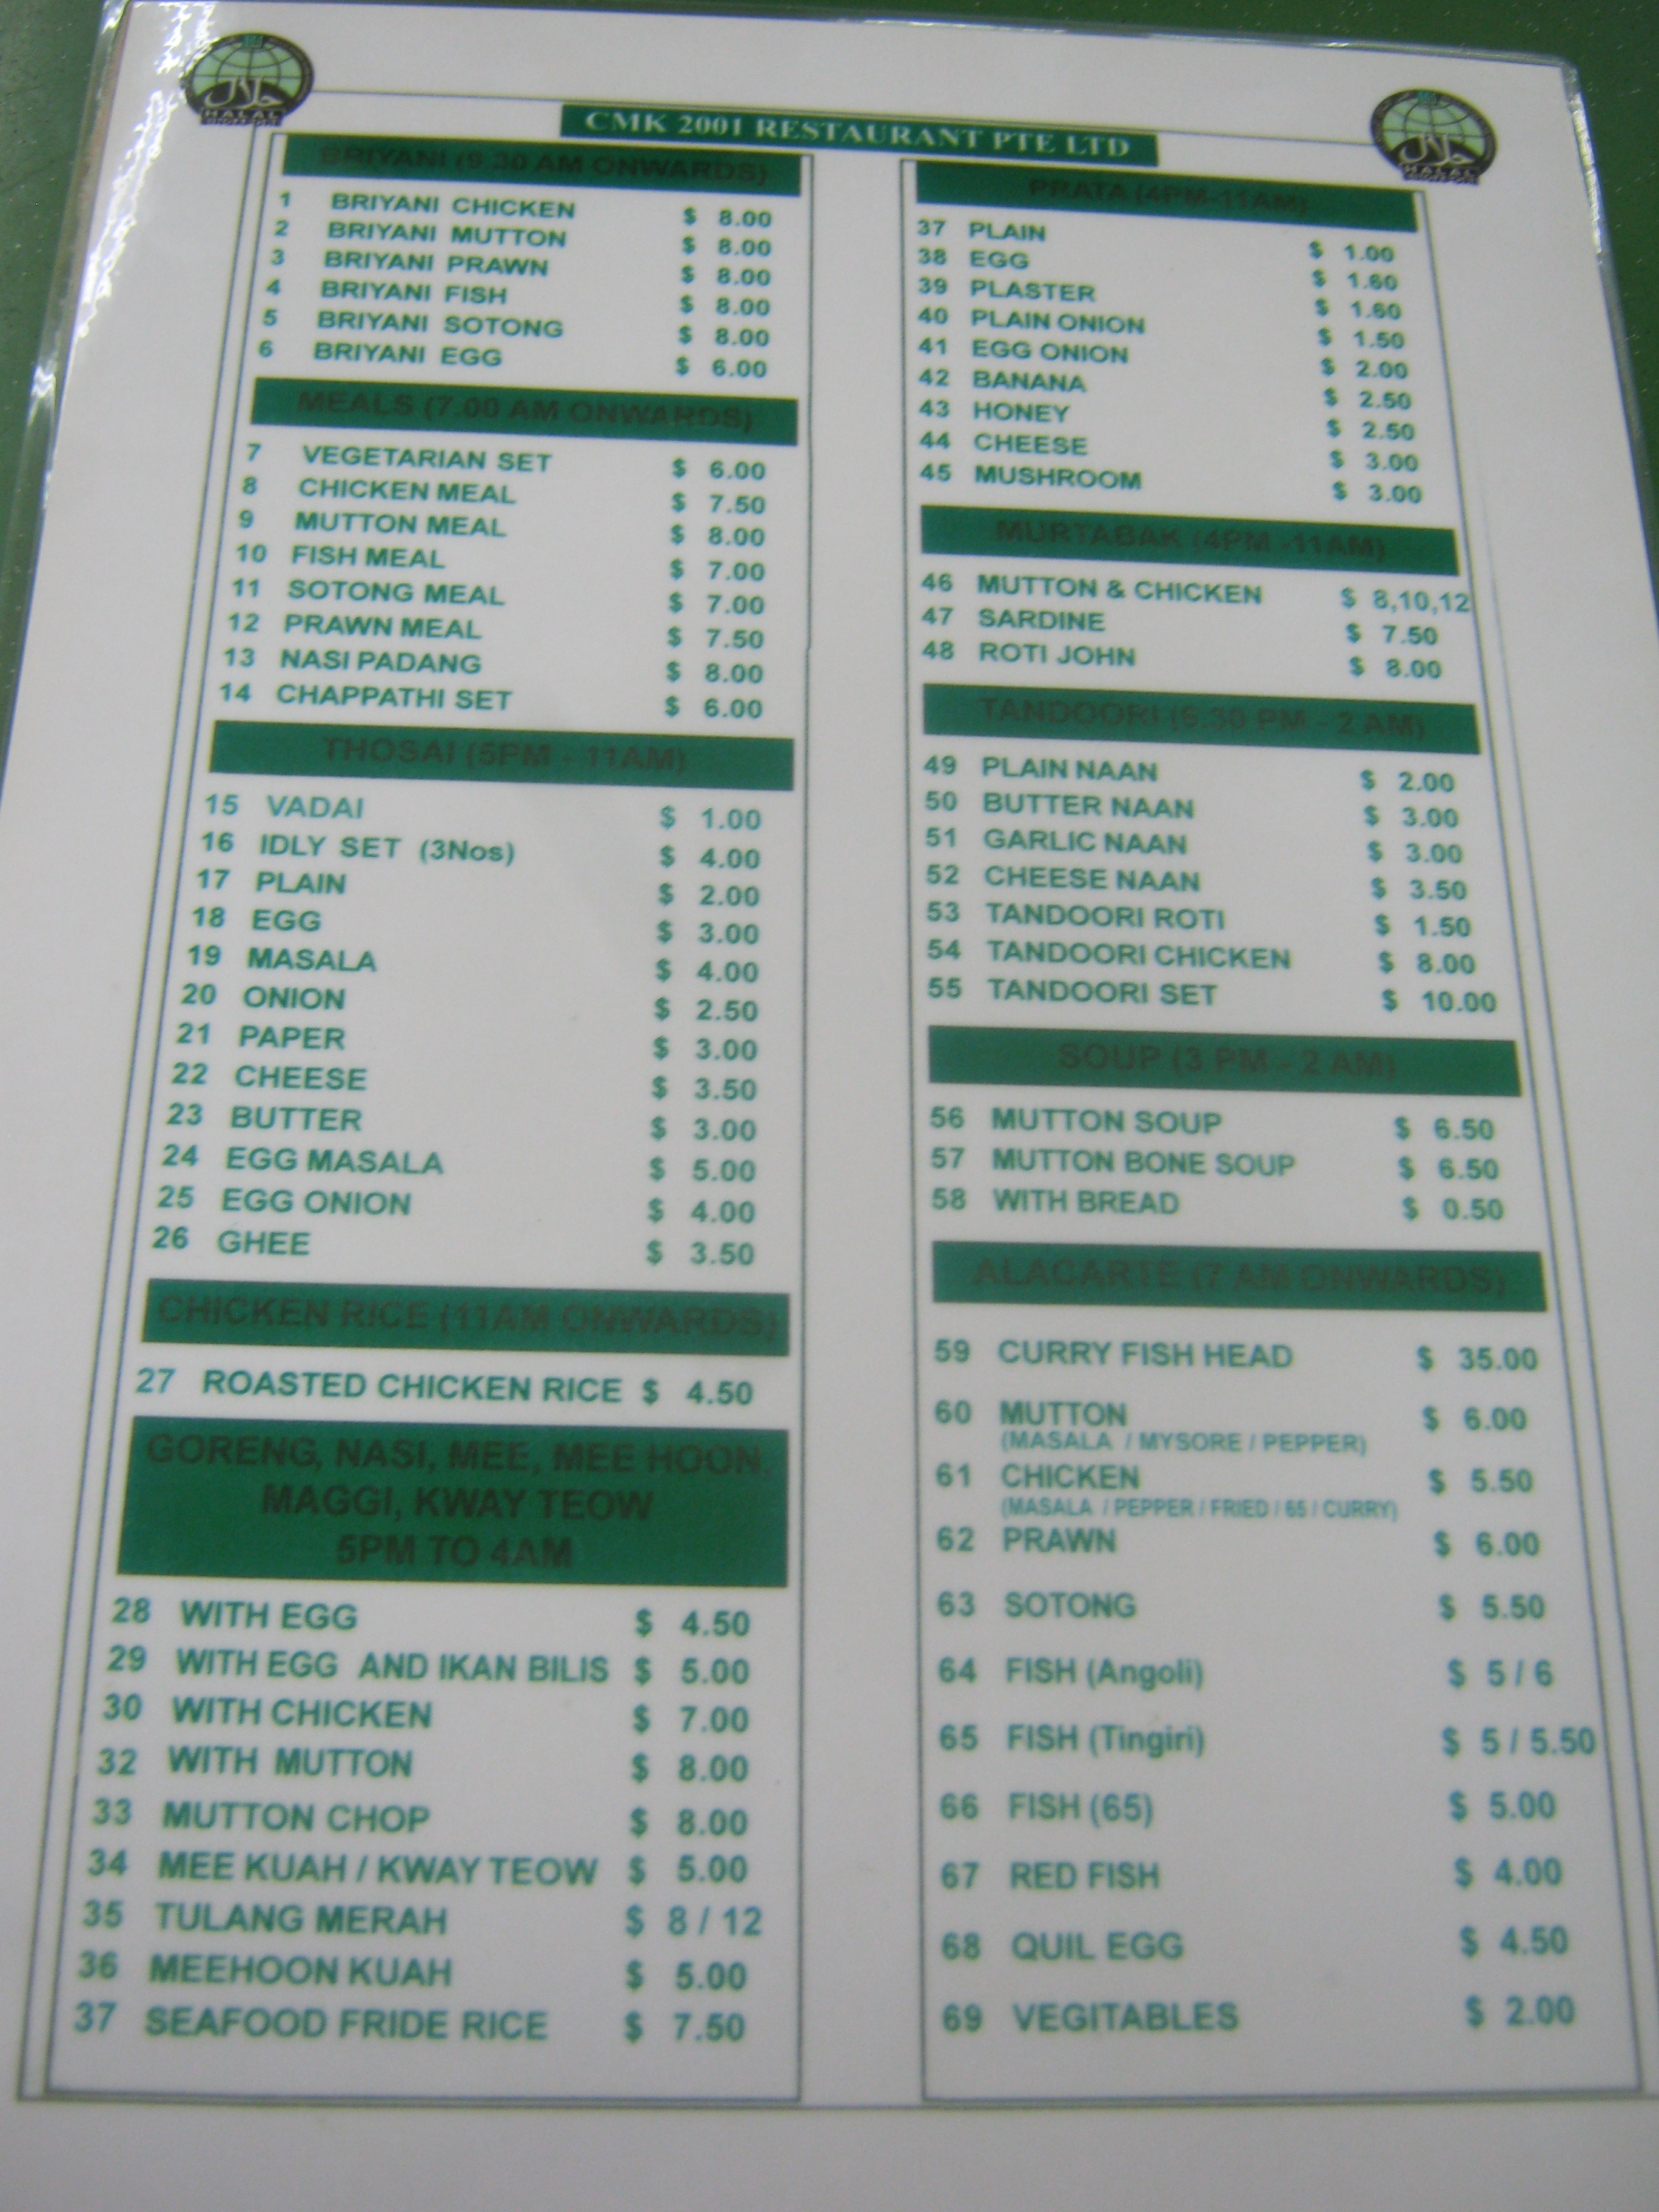 حلال
HALAL
حلال
HALAL
CMK 2001 RESTAURANT PTE LTD
BRIYANI (9.30 AM ONWARDS)
1 BRIYANI CHICKEN $ 8.00
2 BRIYANI MUTTON $ 8.00
3 BRIYANI PRAWN $ 8.00
4 BRIYANI FISH $ 8.00
5 BRIYANI SOTONG $ 8.00
6 BRIYANI EGG $ 6.00
MEALS (7.00 AM ONWARDS)
7 VEGETARIAN SET $ 6.00
8 CHICKEN MEAL $ 7.50
9 MUTTON MEAL $ 8.00
10 FISH MEAL $ 7.00
11 SOTONG MEAL $ 7.00
12 PRAWN MEAL $ 7.50
13 NASI PADANG $ 8.00
14 CHAPPATHI SET $ 6.00
THOSAI (5PM - 11AM)
15 VADAI $ 1.00
16 IDLY SET (3Nos) $ 4.00
17 PLAIN $ 2.00
18 EGG $ 3.00
19 MASALA $ 4.00
20 ONION $ 2.50
21 PAPER $ 3.00
22 CHEESE $ 3.50
23 BUTTER $ 3.00
24 EGG MASALA $ 5.00
25 EGG ONION $ 4.00
26 GHEE $ 3.50
CHICKEN RICE (11AM ONWARDS)
27 ROASTED CHICKEN RICE $ 4.50
GORENG, NASI, MEE, MEE HOON,
MAGGI, KWAY TEOW
5PM TO 4AM
28 WITH EGG $ 4.50
29 WITH EGG AND IKAN BILIS $ 5.00
30 WITH CHICKEN $ 7.00
32 WITH MUTTON $ 8.00
33 MUTTON CHOP $ 8.00
34 MEE KUAH / KWAY TEOW $ 5.00
35 TULANG MERAH $ 8 / 12
36 MEEHOON KUAH $ 5.00
37 SEAFOOD FRIDE RICE $ 7.50
PRATA (4PM-11AM)
37 PLAIN $ 1.00
38 EGG $ 1.60
39 PLASTER $ 1.60
40 PLAIN ONION $ 1.50
41 EGG ONION $ 2.00
42 BANANA $ 2.50
43 HONEY $ 2.50
44 CHEESE $ 3.00
45 MUSHROOM $ 3.00
MURTABAK (4PM -11AM)
46 MUTTON & CHICKEN $ 8,10,12
47 SARDINE $ 7.50
48 ROTI JOHN $ 8.00
TANDOORI (6.30 PM - 2 AM)
49 PLAIN NAAN $ 2.00
50 BUTTER NAAN $ 3.00
51 GARLIC NAAN $ 3.00
52 CHEESE NAAN $ 3.50
53 TANDOORI ROTI $ 1.50
54 TANDOORI CHICKEN $ 8.00
55 TANDOORI SET $ 10.00
SOUP (3 PM - 2 AM)
56 MUTTON SOUP $ 6.50
57 MUTTON BONE SOUP $ 6.50
58 WITH BREAD $ 0.50
ALACARTE (7 AM ONWARDS)
59 CURRY FISH HEAD $ 35.00
60 MUTTON $ 6.00
(MASALA / MYSORE / PEPPER)
61 CHICKEN $ 5.50
(MASALA / PEPPER / FRIED / 65 / CURRY)
62 PRAWN $ 6.00
63 SOTONG $ 5.50
64 FISH (Angoli) $ 5 / 6
65 FISH (Tingiri) $ 5 / 5.50
66 FISH (65) $ 5.00
67 RED FISH $ 4.00
68 QUIL EGG $ 4.50
69 VEGITABLES $ 2.00